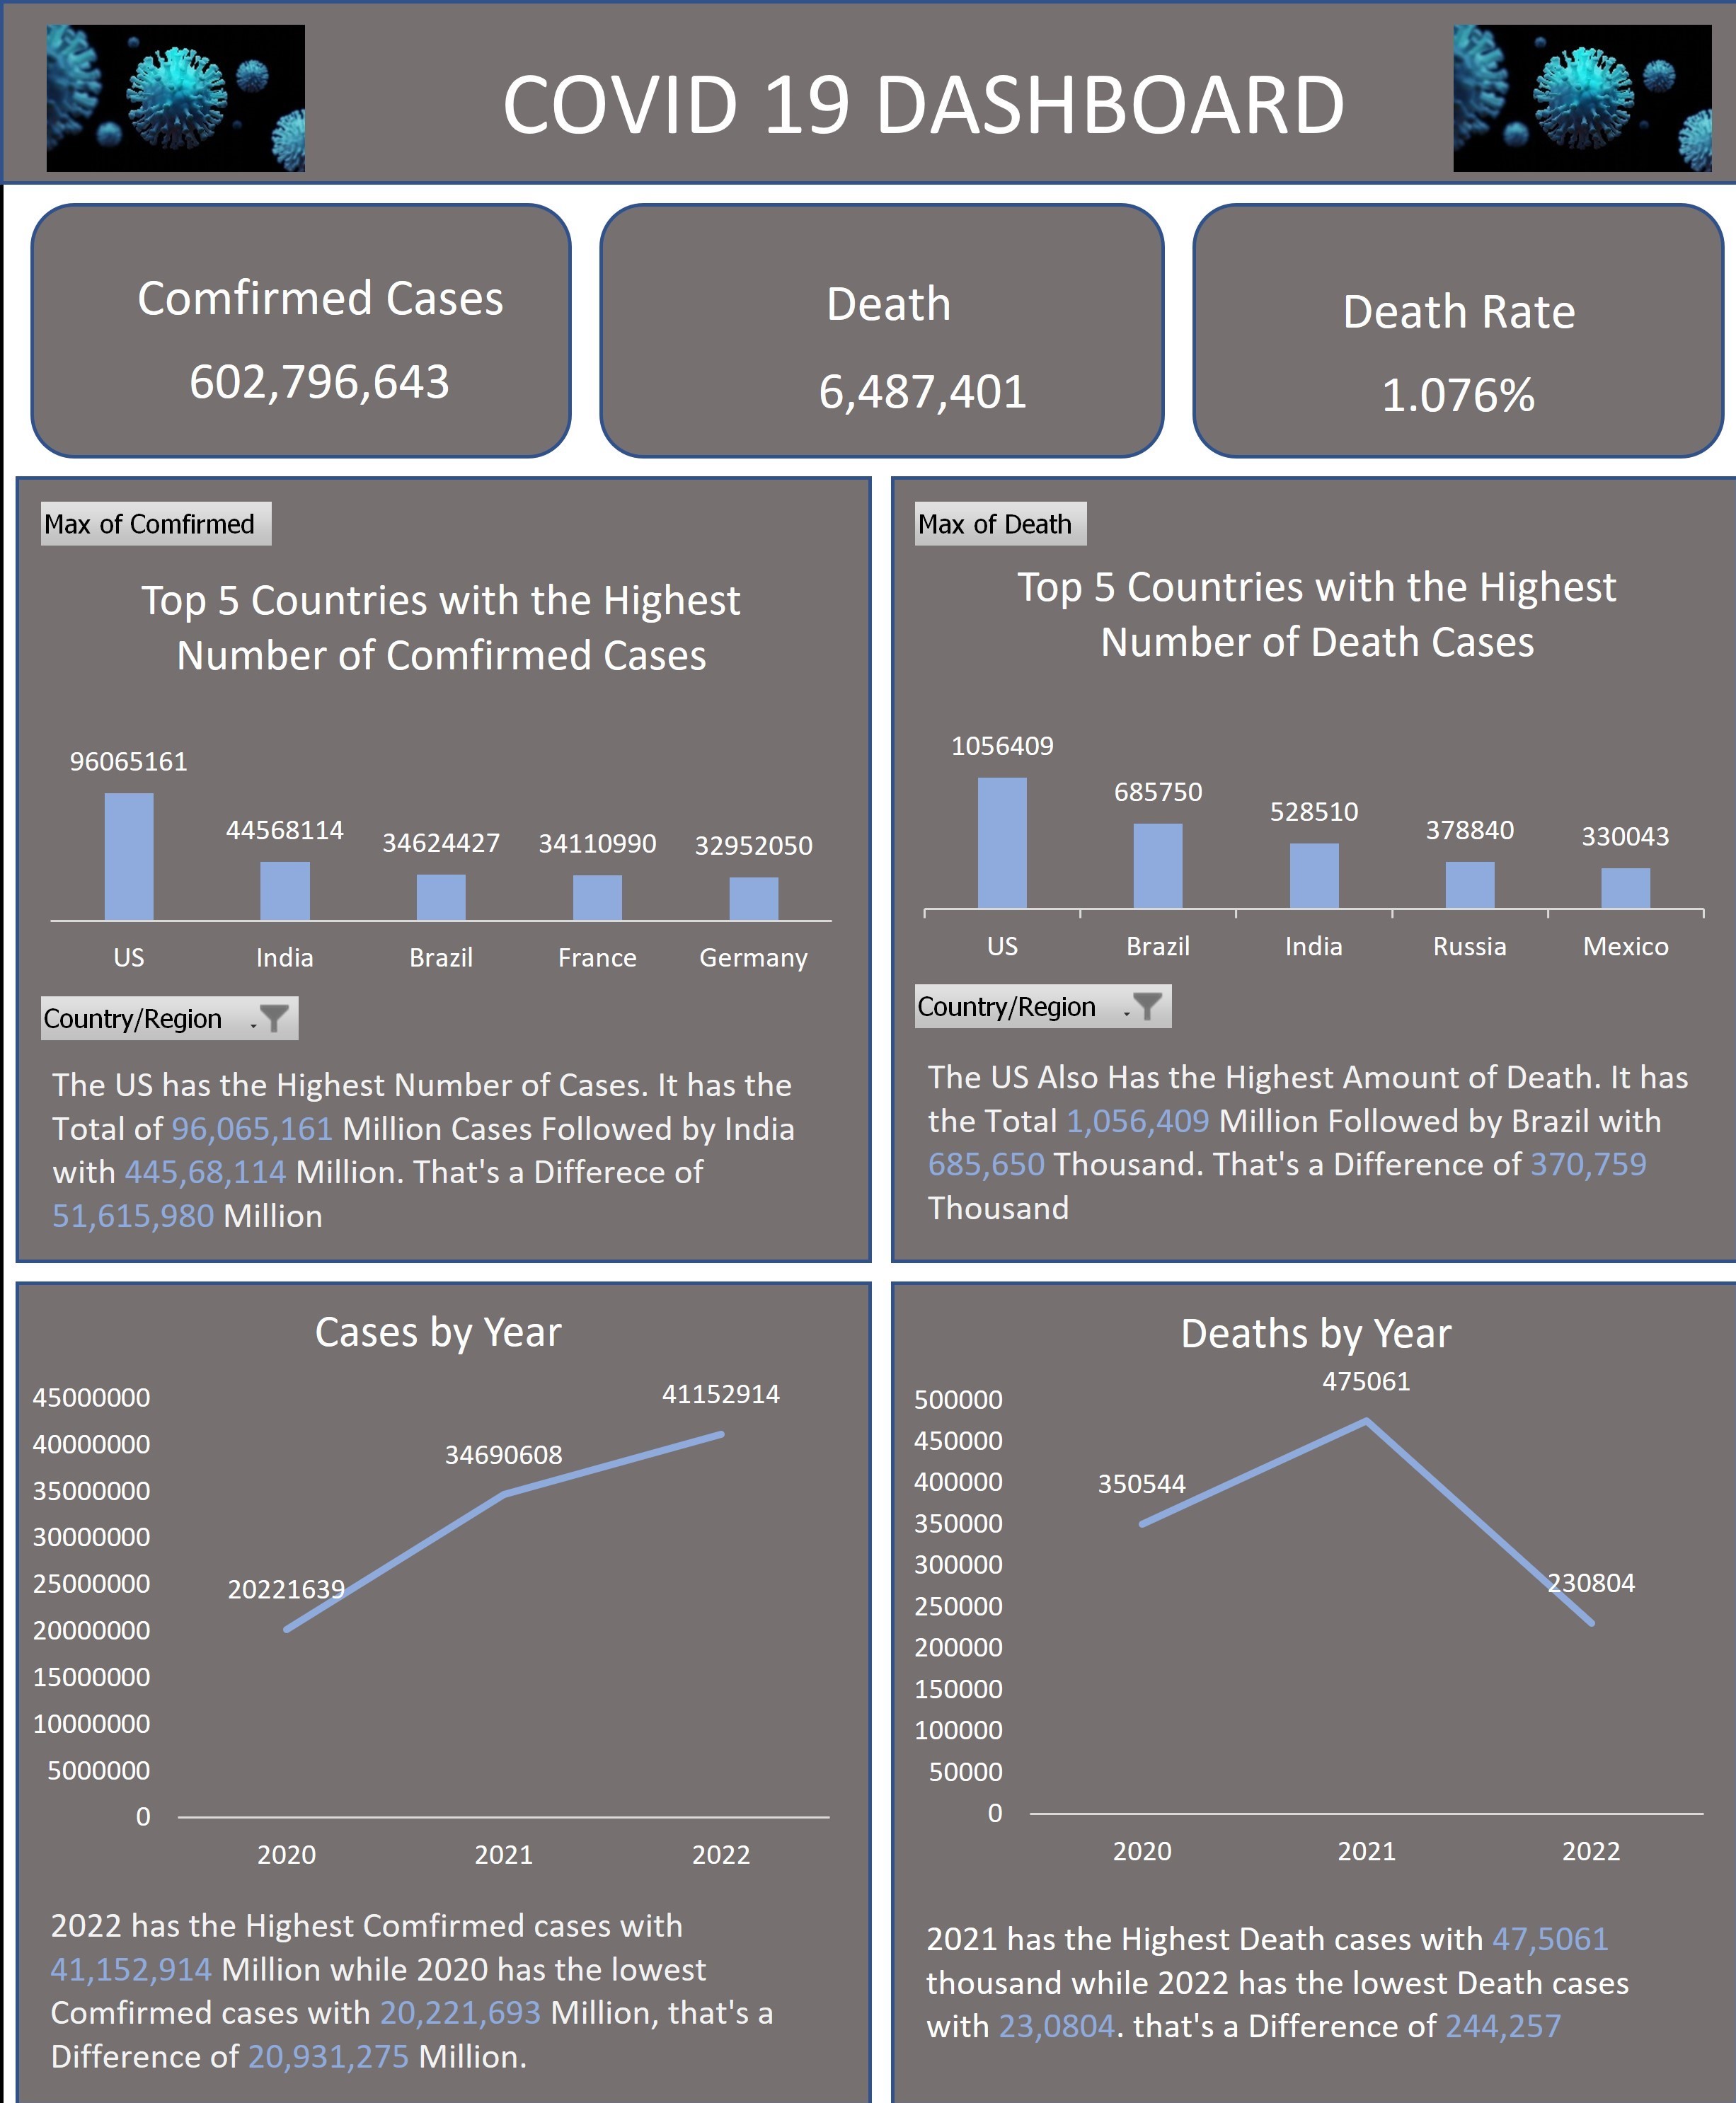 COVID 19 DASHBOARD
Comfirmed Cases
602,796,643
Death
6,487,401
Death Rate
1.076%
Max of Comfirmed
Top 5 Countries with the Highest
Number of Comfirmed Cases
96065161
44568114
34624427
34110990
32952050
US
India
Brazil
France
Germany
Country/Region
The US has the Highest Number of Cases. It has the
Total of 96,065,161 Million Cases Followed by India
with 445,68,114 Million. That's a Differece of
51,615,980 Million
Max of Death
Top 5 Countries with the Highest
Number of Death Cases
1056409
685750
528510
378840
330043
US
Brazil
India
Russia
Mexico
Country/Region
The US Also Has the Highest Amount of Death. It has
the Total 1,056,409 Million Followed by Brazil with
685,650 Thousand. That's a Difference of 370,759
Thousand
Cases by Year
45000000
40000000
35000000
30000000
25000000
20000000
15000000
10000000
5000000
0
20221639
34690608
41152914
2020
2021
2022
2022 has the Highest Comfirmed cases with
41,152,914 Million while 2020 has the lowest
Comfirmed cases with 20,221,693 Million, that's a
Difference of 20,931,275 Million.
Deaths by Year
500000
450000
400000
350000
300000
250000
200000
150000
100000
50000
0
350544
475061
230804
2020
2021
2022
2021 has the Highest Death cases with 47,5061
thousand while 2022 has the lowest Death cases
with 23,0804. that's a Difference of 244,257